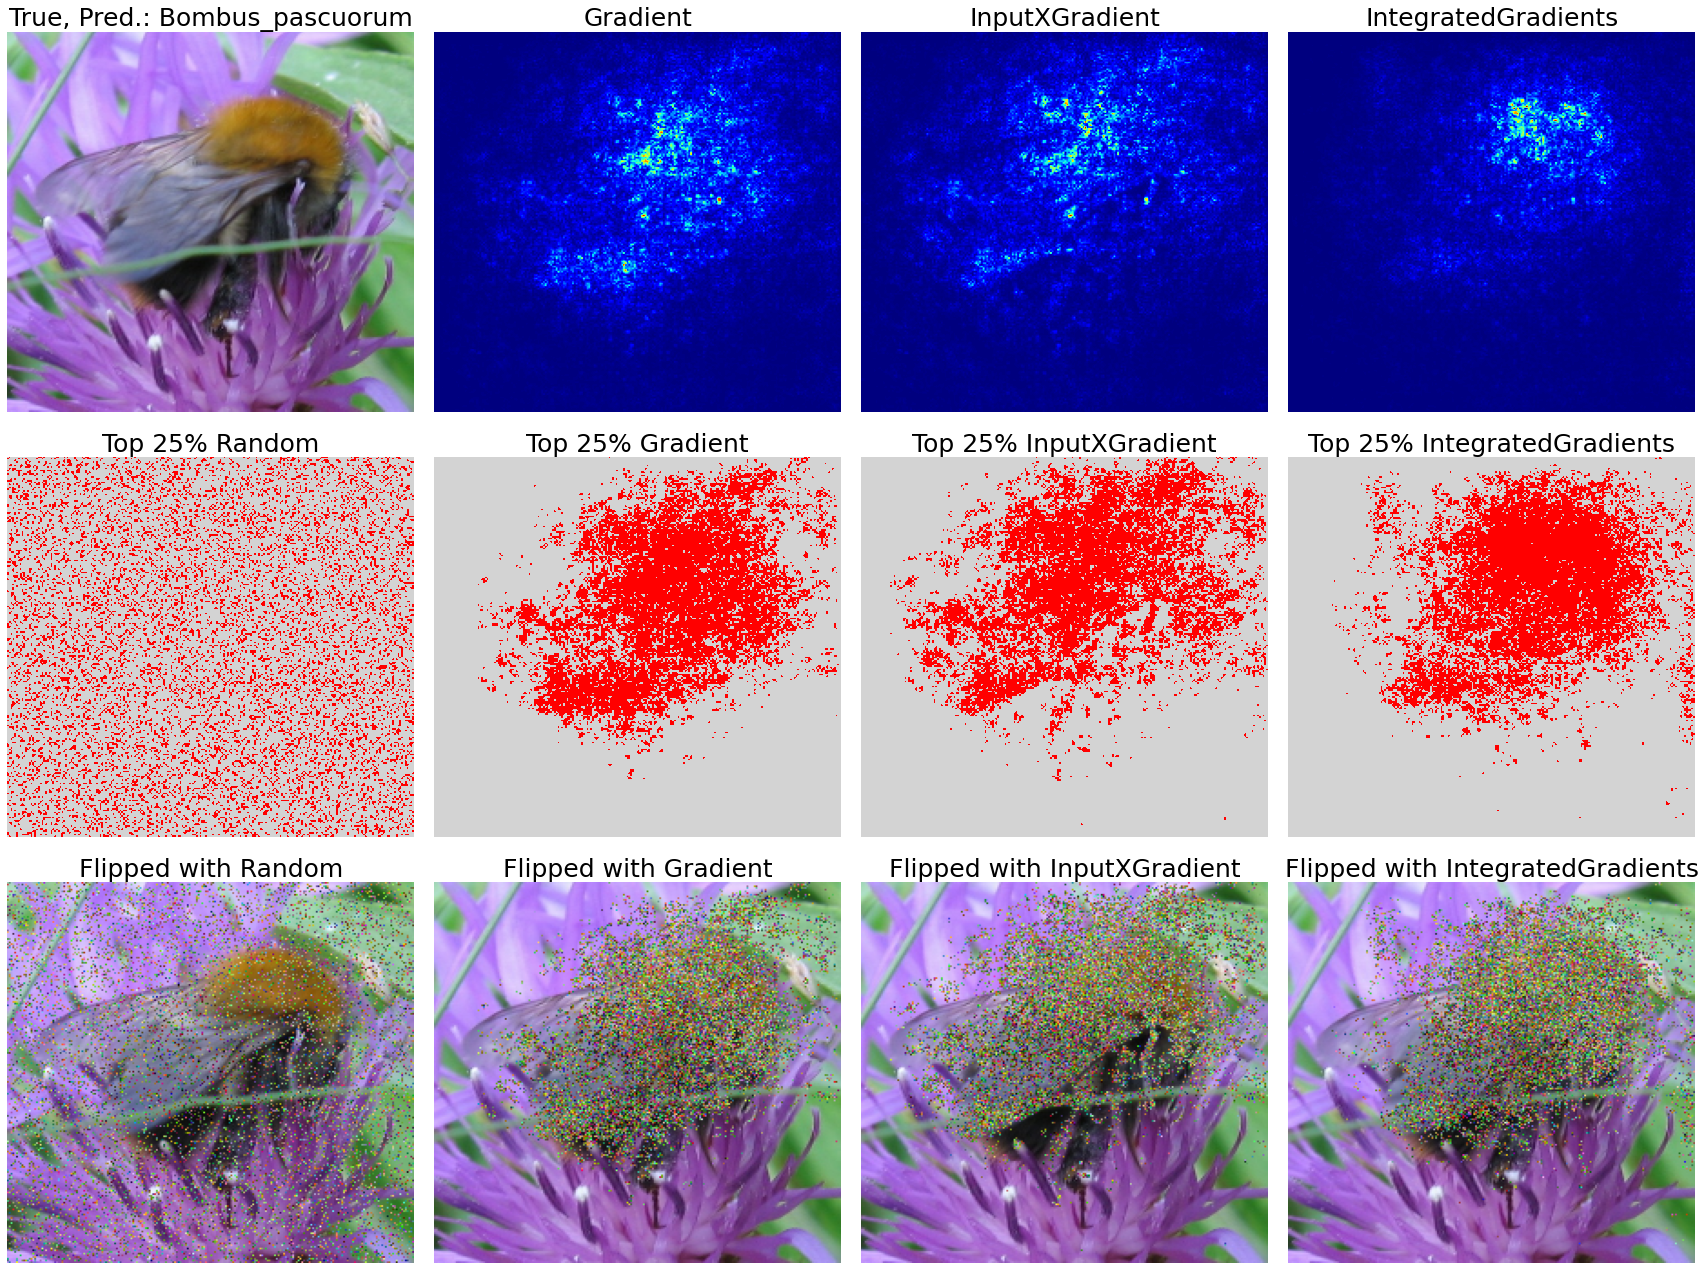 True, Pred.: Bombus_pascuorum
Gradient
InputXGradient
IntegratedGradients
Top 25% Random
Top 25% Gradient
Top 25% InputXGradient
Top 25% IntegratedGradients
Flipped with Random
Flipped with Gradient
Flipped with InputXGradient
Flipped with IntegratedGradients